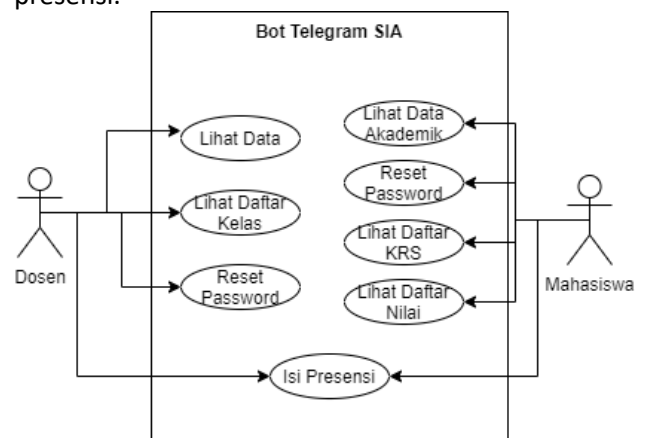 presensi.
Bot Telegram SIA
Lihat Data
Lihat Daftar
Kelas
Reset
Password
Lihat Data
Akademik
Reset
Password
Lihat Daftar
KRS
Lihat Daftar
Nilai
Isi Presensi
Dosen
Mahasiswa